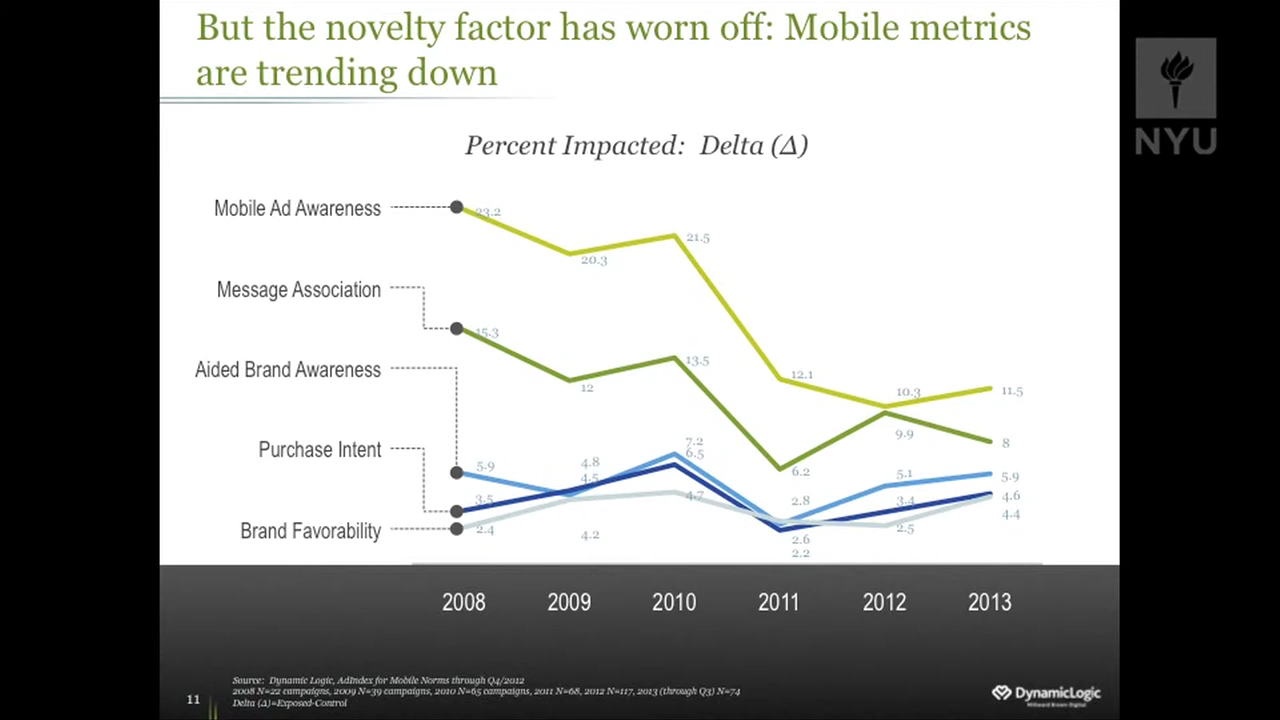 But the novelty factor has worn off: Mobile metrics
are trending down
NYU
Percent Impacted: Delta (Δ)
Mobile Ad Awareness
Message Association
Aided Brand Awareness
Purchase Intent
Brand Favorability
23.2
20.3
21.5
12.1
10.3
11.5
15.3
12
13.5
6.2
9.9
8
5.9
4.8
7.2
2.8
5.1
5.9
3.5
4.5
6.5
2.6
3.4
4.6
2.4
4.2
4.7
2.2
2.5
4.4
2008 2009 2010 2011 2012 2013
Source: Dynamic Logic, AdIndex for Mobile Norms through Q4/2012
2008 N=22 campaigns, 2009 N=39 campaigns, 2010 N=65 campaigns, 2011 N=68, 2012 N=117, 2013 (through Q3) N=74
Delta (Δ)=Exposed-Control
11
DynamicLogic
Millward Brown Digital